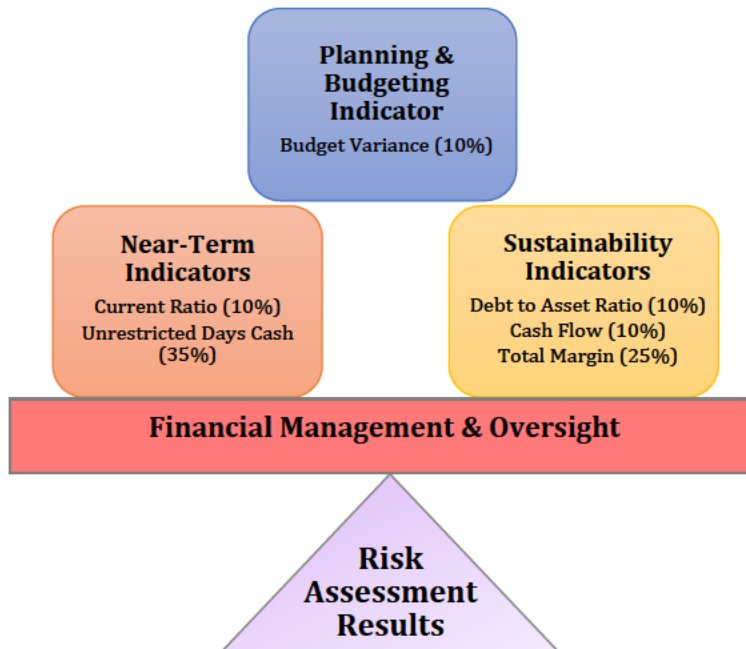 Planning &
Budgeting
Indicator
Budget Variance (10%)
Near-Term
Indicators
Current Ratio (10%)
Unrestricted Days Cash
(35%)
Sustainability
Indicators
Debt to Asset Ratio (10%)
Cash Flow (10%)
Total Margin (25%)
Financial Management & Oversight
Risk
Assessment
Results